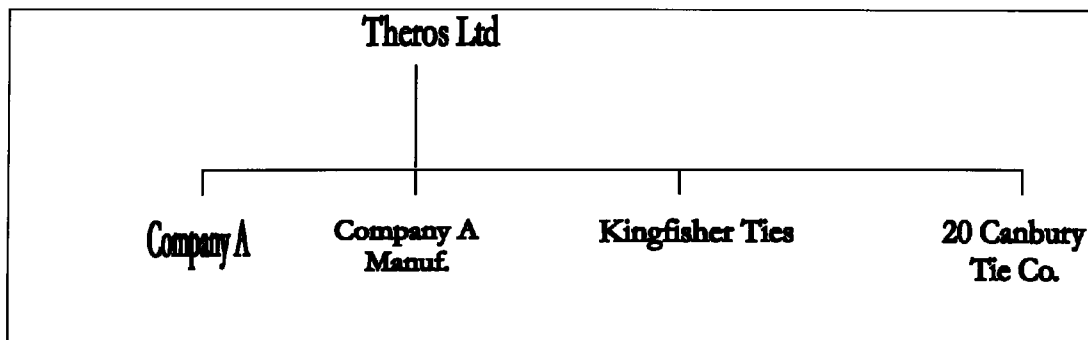 Theros Ltd
Company A
Company A
Manuf.
Kingfisher Ties
20 Canbury
Tie Co.